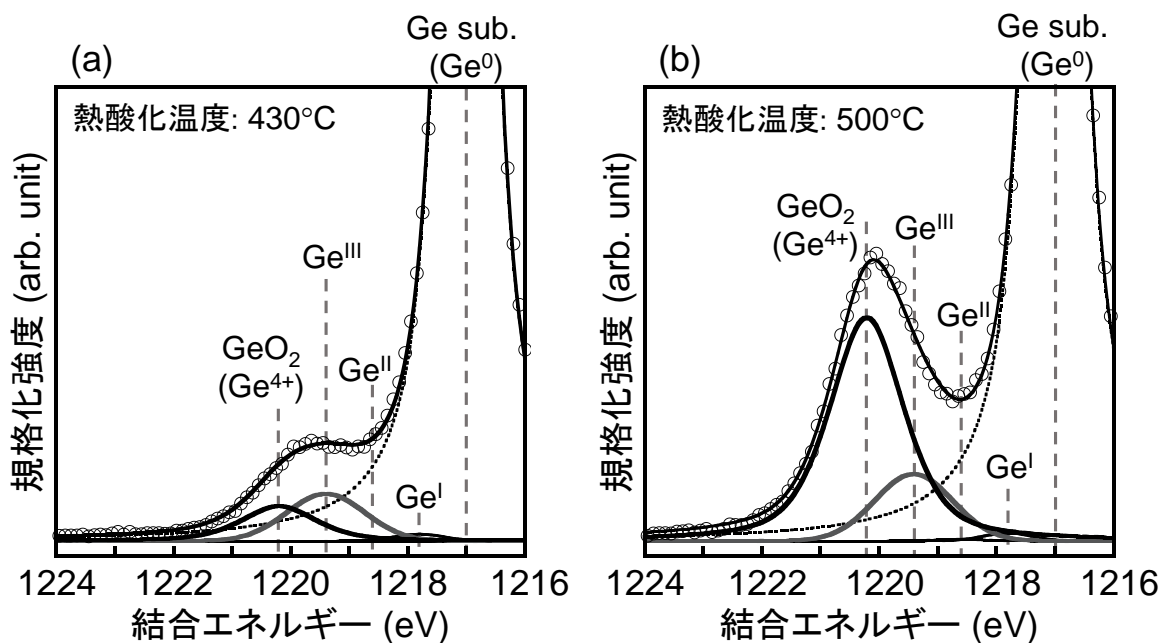 (a)
Ge sub.
(Ge⁰)
熱酸化温度: 430°C
GeO₂
(Ge⁴⁺)
Geᴵᴵᴵ
Geᴵᴵ
Geᴵ
規格化強度 (arb. unit)
1224 1222 1220 1218 1216
結合エネルギー (eV)
(b)
Ge sub.
(Ge⁰)
熱酸化温度: 500°C
GeO₂
(Ge⁴⁺)
Geᴵᴵᴵ
Geᴵᴵ
Geᴵ
規格化強度 (arb. unit)
1224 1222 1220 1218 1216
結合エネルギー (eV)